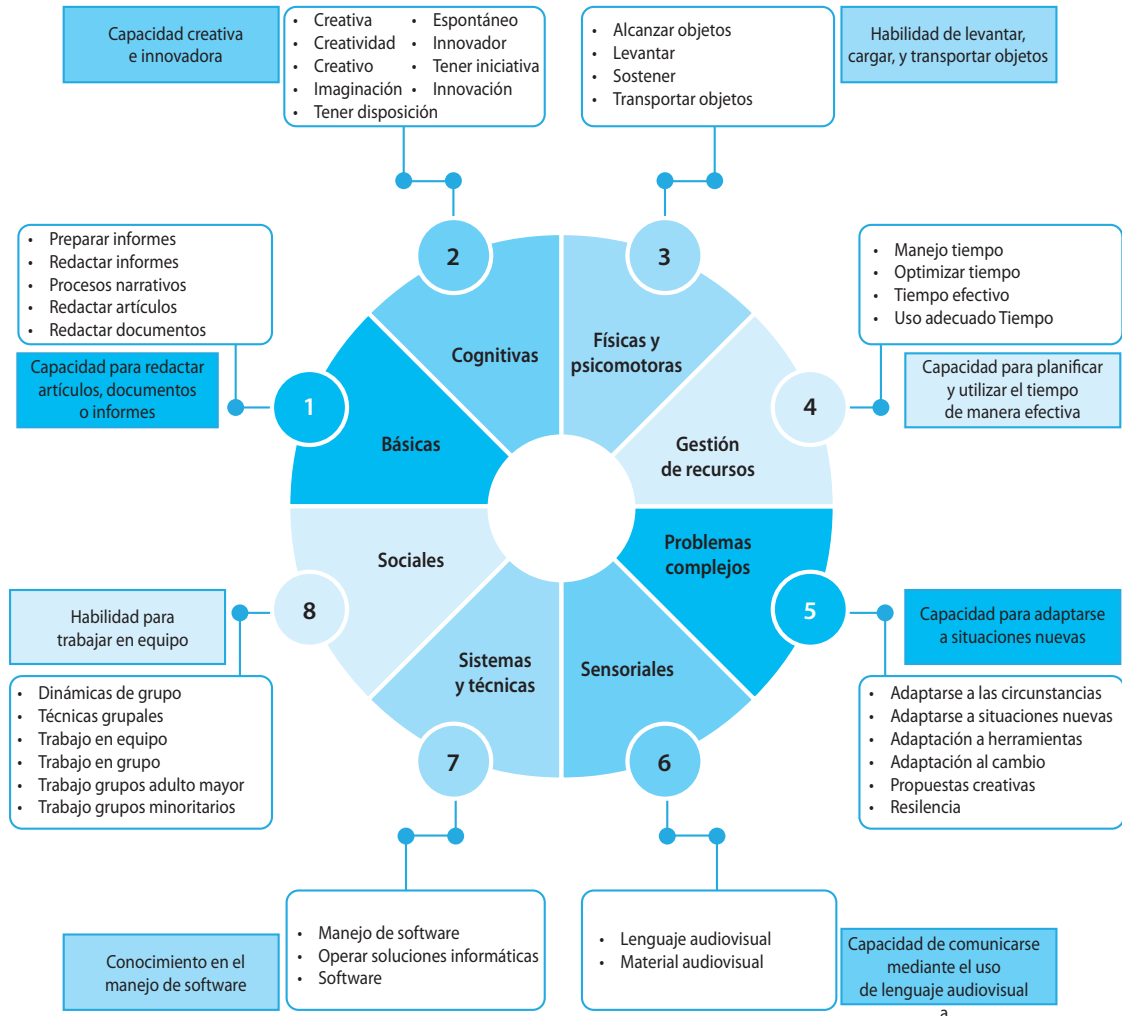 Capacidad creativa
e innovadora
• Creativa
• Creatividad
• Creativo
• Imaginación
• Tener disposición
• Espontáneo
• Innovador
• Tener iniciativa
• Innovación
• Alcanzar objetos
• Levantar
• Sostener
• Transportar objetos
Habilidad de levantar,
cargar, y transportar objetos
• Preparar informes
• Redactar informes
• Procesos narrativos
• Redactar artículos
• Redactar documentos
Capacidad para redactar
artículos, documentos
o informes
1
Básicas
2
Cognitivas
3
Físicas y
psicomotoras
4
Gestión
de recursos
• Manejo tiempo
• Optimizar tiempo
• Tiempo efectivo
• Uso adecuado Tiempo
Capacidad para planificar
y utilizar el tiempo
de manera efectiva
Problemas
complejos
5
Capacidad para adaptarse
a situaciones nuevas
• Adaptarse a las circunstancias
• Adaptarse a situaciones nuevas
• Adaptación a herramientas
• Adaptación al cambio
• Propuestas creativas
• Resilencia
Sensoriales
6
• Lenguaje audiovisual
• Material audiovisual
Capacidad de comunicarse
mediante el uso
de lenguaje audiovisual
a
Sistemas
y técnicas
7
• Manejo de software
• Operar soluciones informáticas
• Software
Conocimiento en el
manejo de software
Sociales
8
Habilidad para
trabajar en equipo
• Dinámicas de grupo
• Técnicas grupales
• Trabajo en equipo
• Trabajo en grupo
• Trabajo grupos adulto mayor
• Trabajo grupos minoritarios